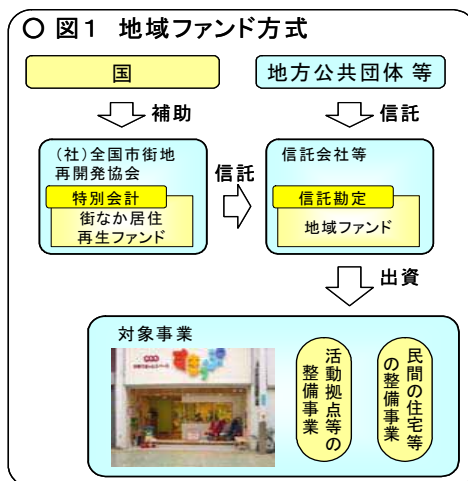 ○ 図1 地域ファンド方式
国
地方公共団体 等
補助
信託
(社)全国市街地
再開発協会
特別会計
街なか居住
再生ファンド
信託
信託会社等
信託勘定
地域ファンド
出資
対象事業
活動拠点等の
整備事業
民間の住宅等
の整備事業